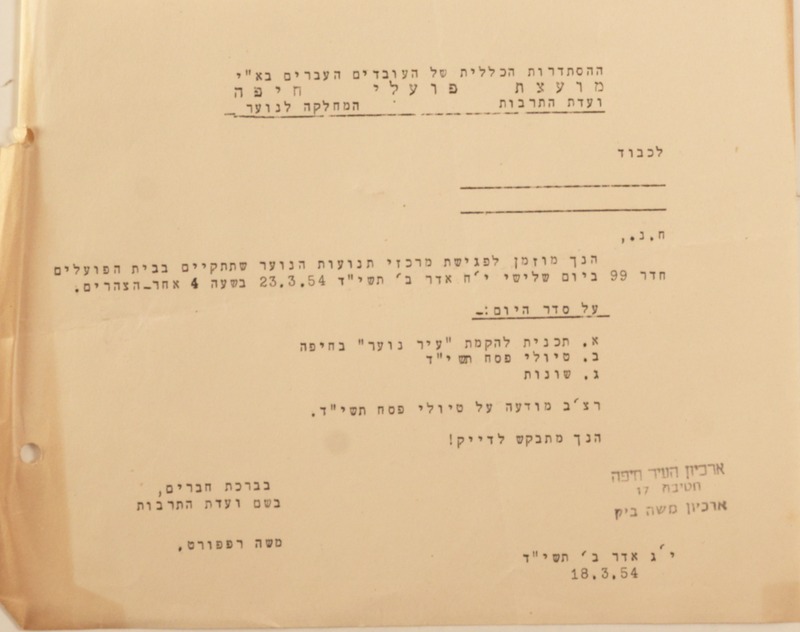 ההסתדרות הכללית של העובדים העברים בא"י
מועצת פועלי חיפה
ועדת התרבות המחלקה לנוער
לכבוד
ח.נ.,
הנך מוזמן לפגישת מרכזי תנועות הנוער שתתקיים בבית הפועלים
חדר 99 ביום שלישי י'ח אדר ב' תשי"ד 23.3.54 בשעה 4 אחר-הצהרים.
על סדר היום:-
א. תכנית להקמת "עיר נוער" בחיפה
ב. טיולי פסח תשי"ד
ג. שונות
רצ'ב מודעה על טיולי פסח תשי"ד.
הנך מתבקש לדייק!
בברכת חברים,
בשם ועדת התרבות
משה רפפורט.
ארכיון העיר חיפה
חטיבה 17
ארכיון משה ביק
י'ג אדר ב' תשי"ד
18.3.54